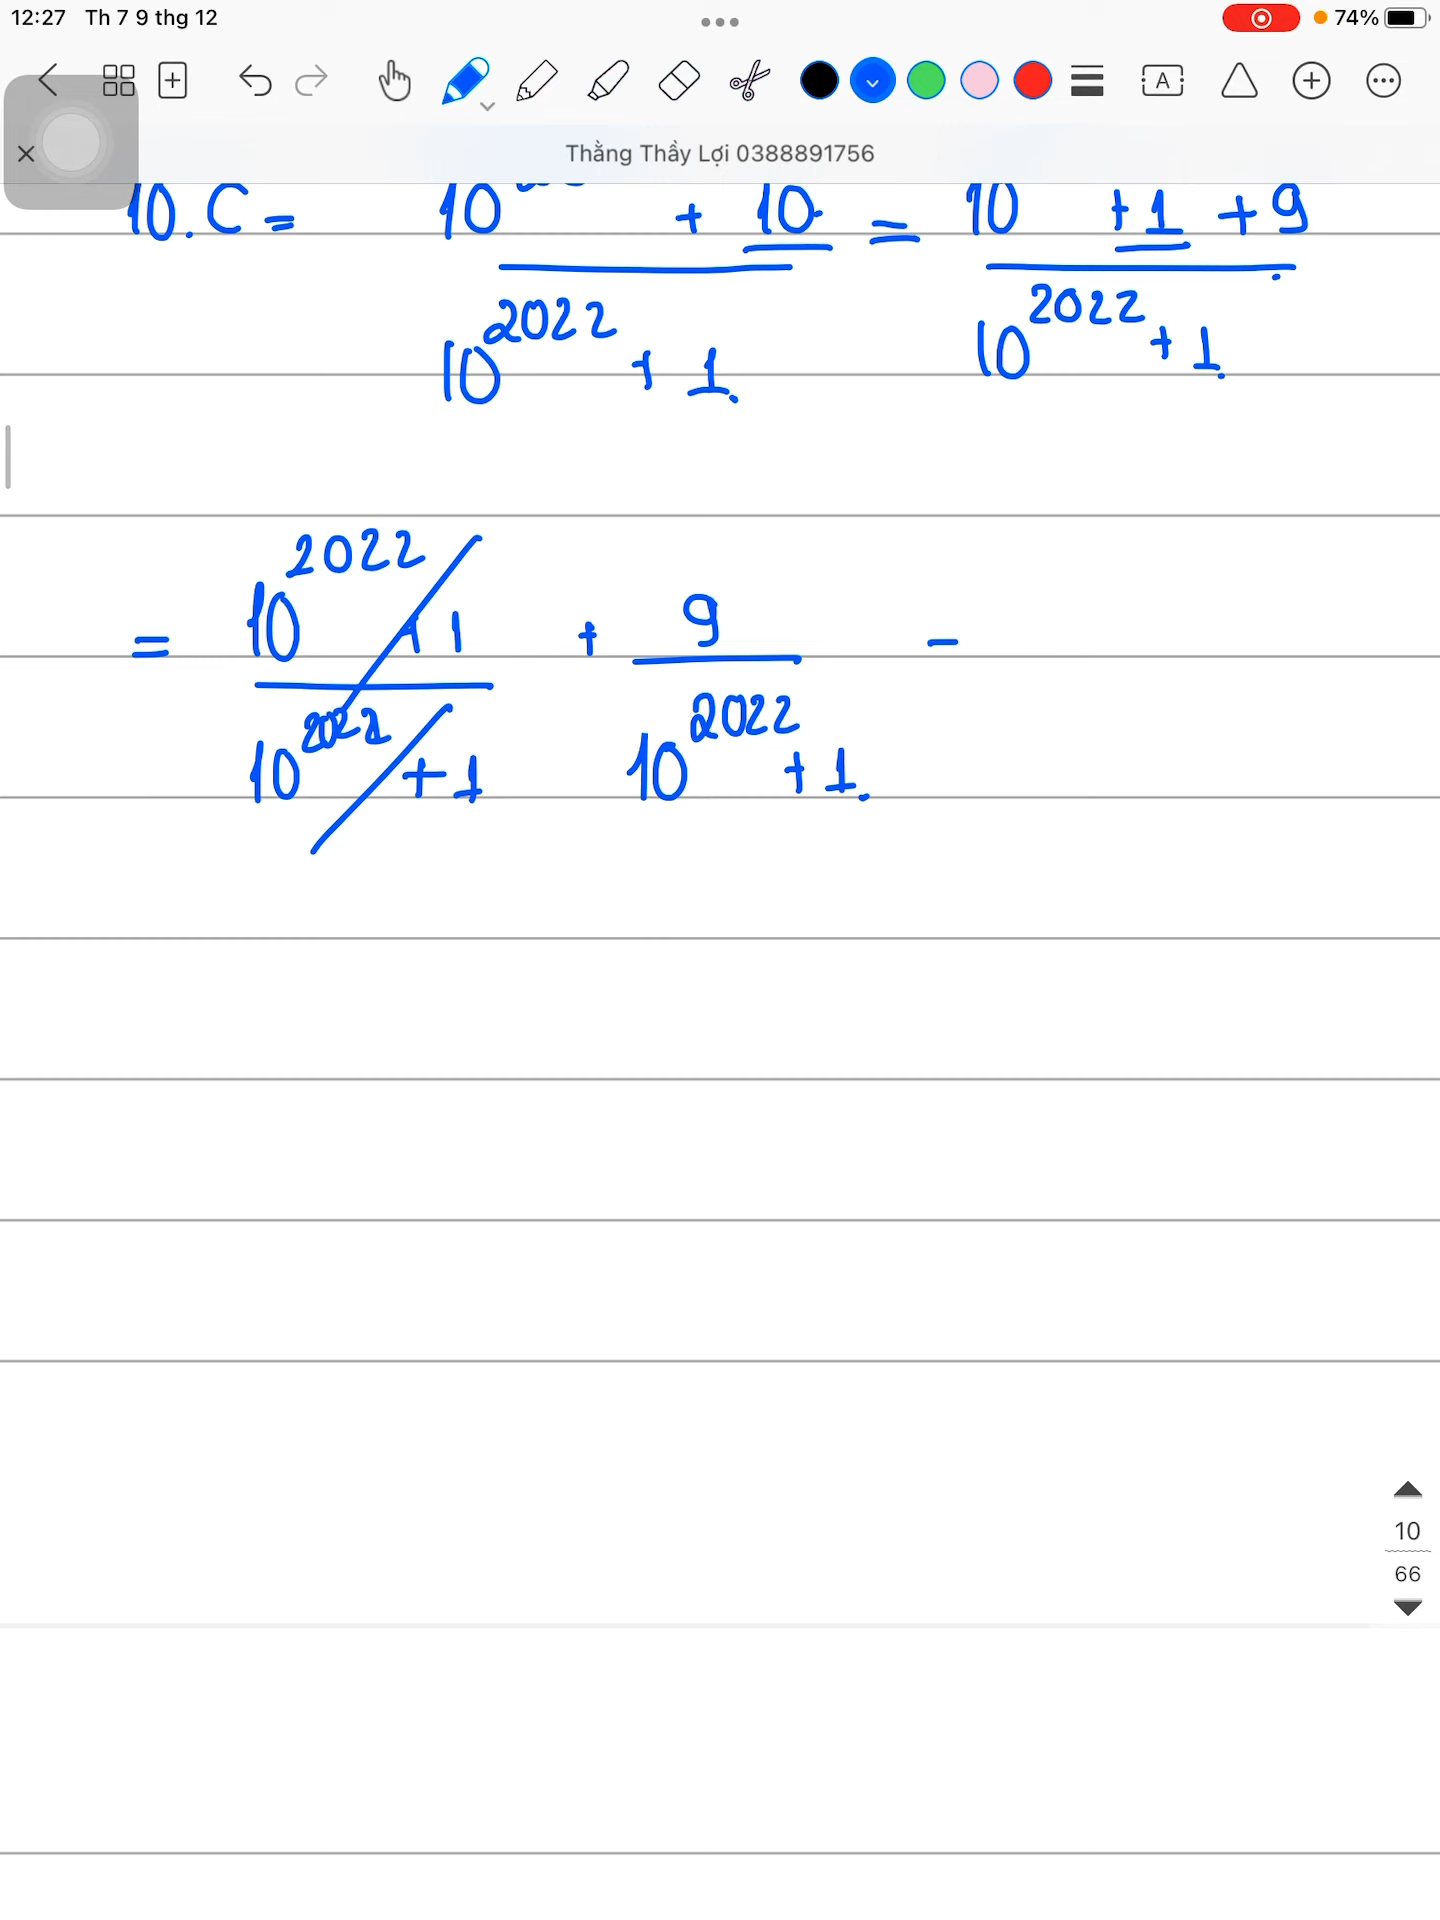 12:27 Th 7 9 thg 12
74%
A
Thằng Thầy Lợi 0388891756
10. C = 10 + 10 = 10 + 1 + 9
10^2022 + 1. 10^2022 + 1.
= 10^2022 + 1 + 9 -
10^2022 + 1 10^2022 + 1.
10
66